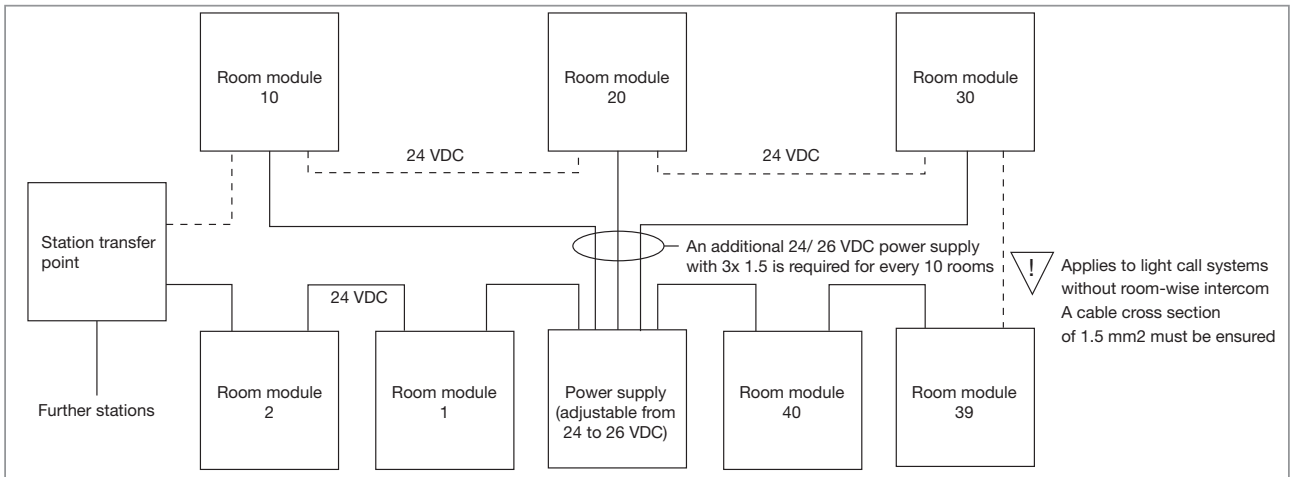 Room module
10
Room module
20
Room module
30
24 VDC
24 VDC
Station transfer
point
An additional 24/ 26 VDC power supply
with 3x 1.5 is required for every 10 rooms
!
Applies to light call systems
without room-wise intercom
A cable cross section
of 1.5 mm2 must be ensured
24 VDC
Further stations
Room module
2
Room module
1
Power supply
(adjustable from
24 to 26 VDC)
Room module
40
Room module
39